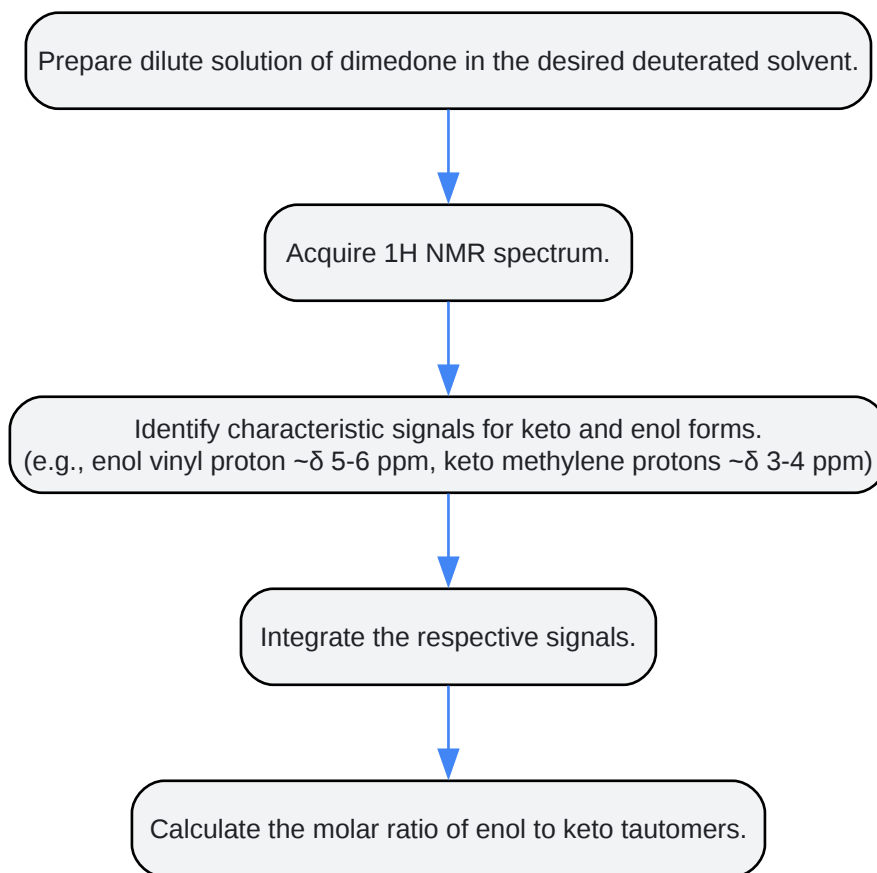 Prepare dilute solution of dimedone in the desired deuterated solvent.
Acquire 1H NMR spectrum.
Identify characteristic signals for keto and enol forms.
(e.g., enol vinyl proton ~δ 5-6 ppm, keto methylene protons ~δ 3-4 ppm)
Integrate the respective signals.
Calculate the molar ratio of enol to keto tautomers.